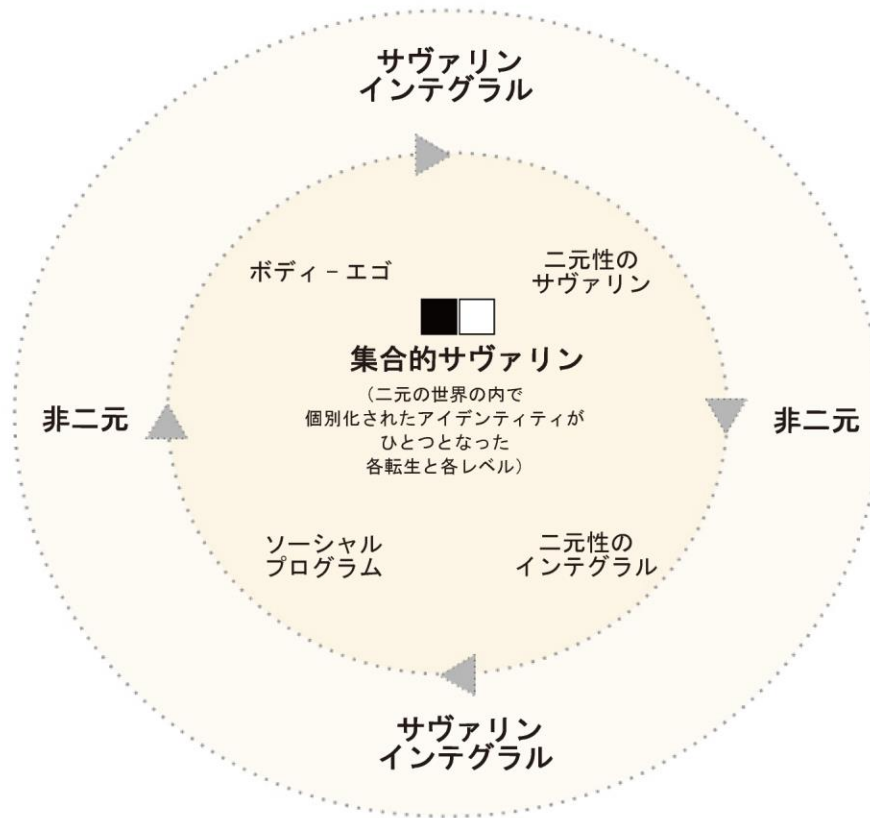 サヴァリン
インテグラル
ボディ－エゴ
二元性の
サヴァリン
集合的サヴァリン
（二元の世界の内で
個別化されたアイデンティティが
ひとつとなった
各転生と各レベル）
非二元
非二元
ソーシャル
プログラム
二元性の
インテグラル
サヴァリン
インテグラル